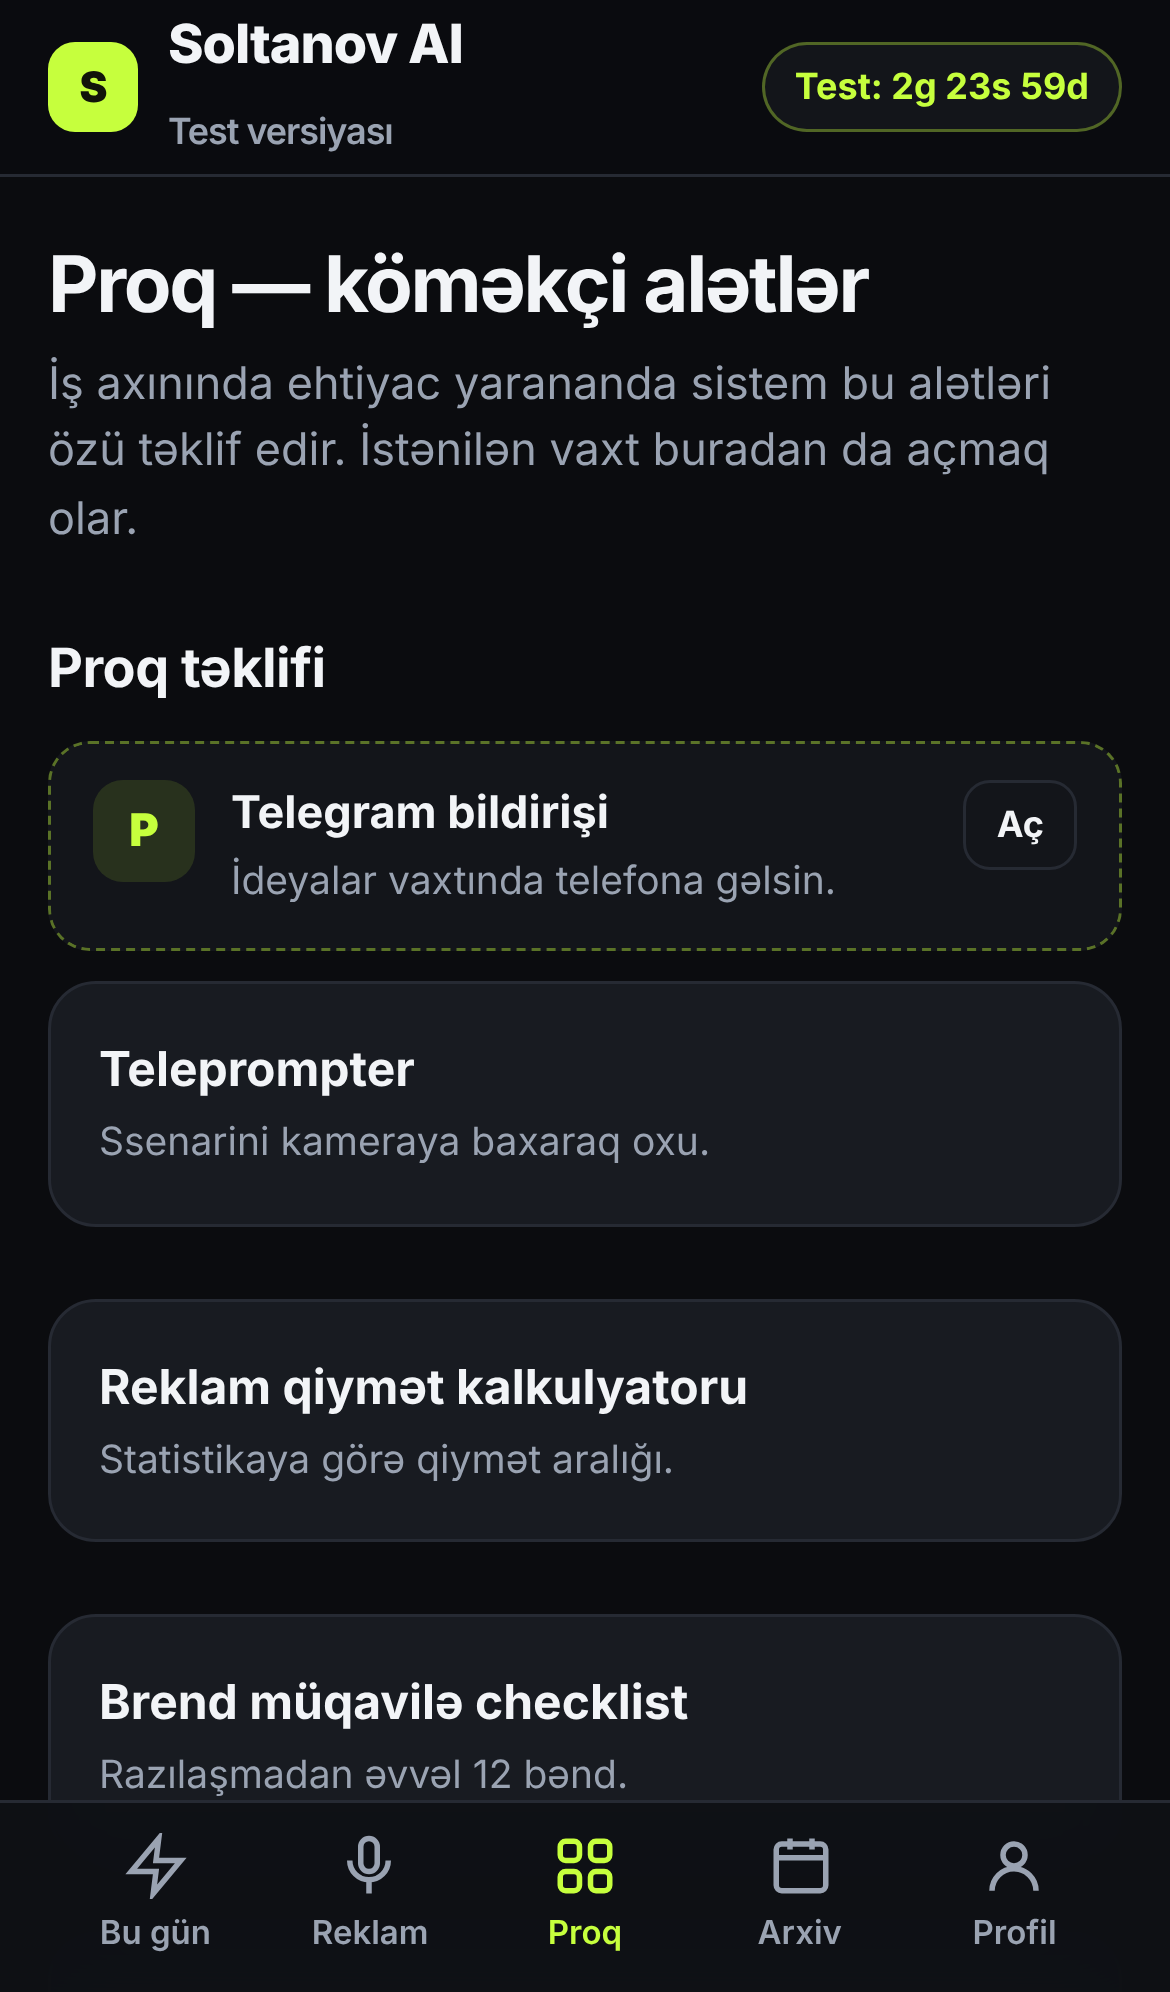 S
Soltanov AI
Test versiyası
Test: 2g 23s 59d
Proq — köməkçi alətlər
İş axınında ehtiyac yarananda sistem bu alətləri
özü təklif edir. İstənilən vaxt buradan da açmaq
olar.
Proq təklifi
P
Telegram bildirişi
İdeyalar vaxtında telefona gəlsin.
Aç
Teleprompter
Ssenarini kameraya baxaraq oxu.
Reklam qiymət kalkulyatoru
Statistikaya görə qiymət aralığı.
Brend müqavilə checklist
Razılaşmadan əvvəl 12 bənd.
Bu gün
Reklam
Proq
Arxiv
Profil